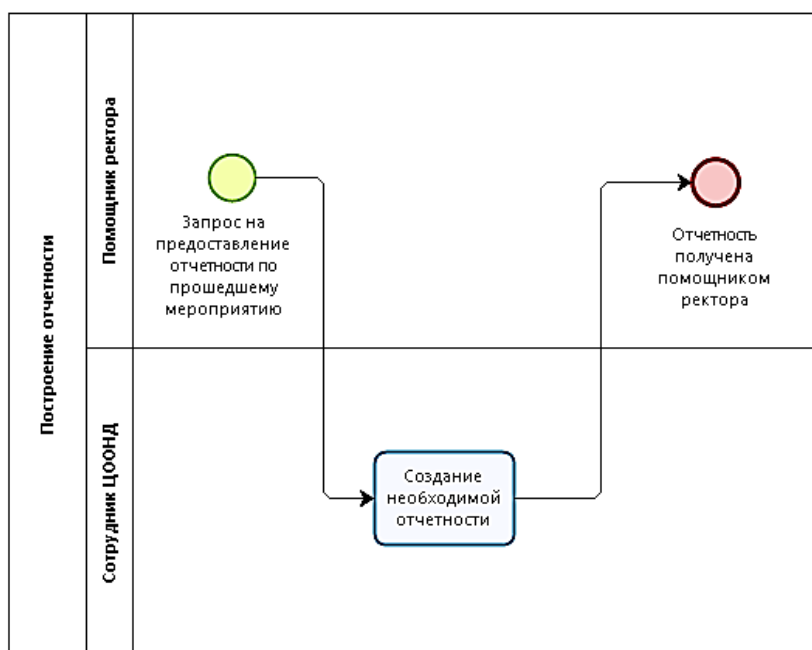 Построение отчетности
Помощник ректора
Запрос на
предоставление
отчетности по
прошедшему
мероприятию
Отчетность
получена
помощником
ректора
Сотрудник ЦООНД
Создание
необходимой
отчетности